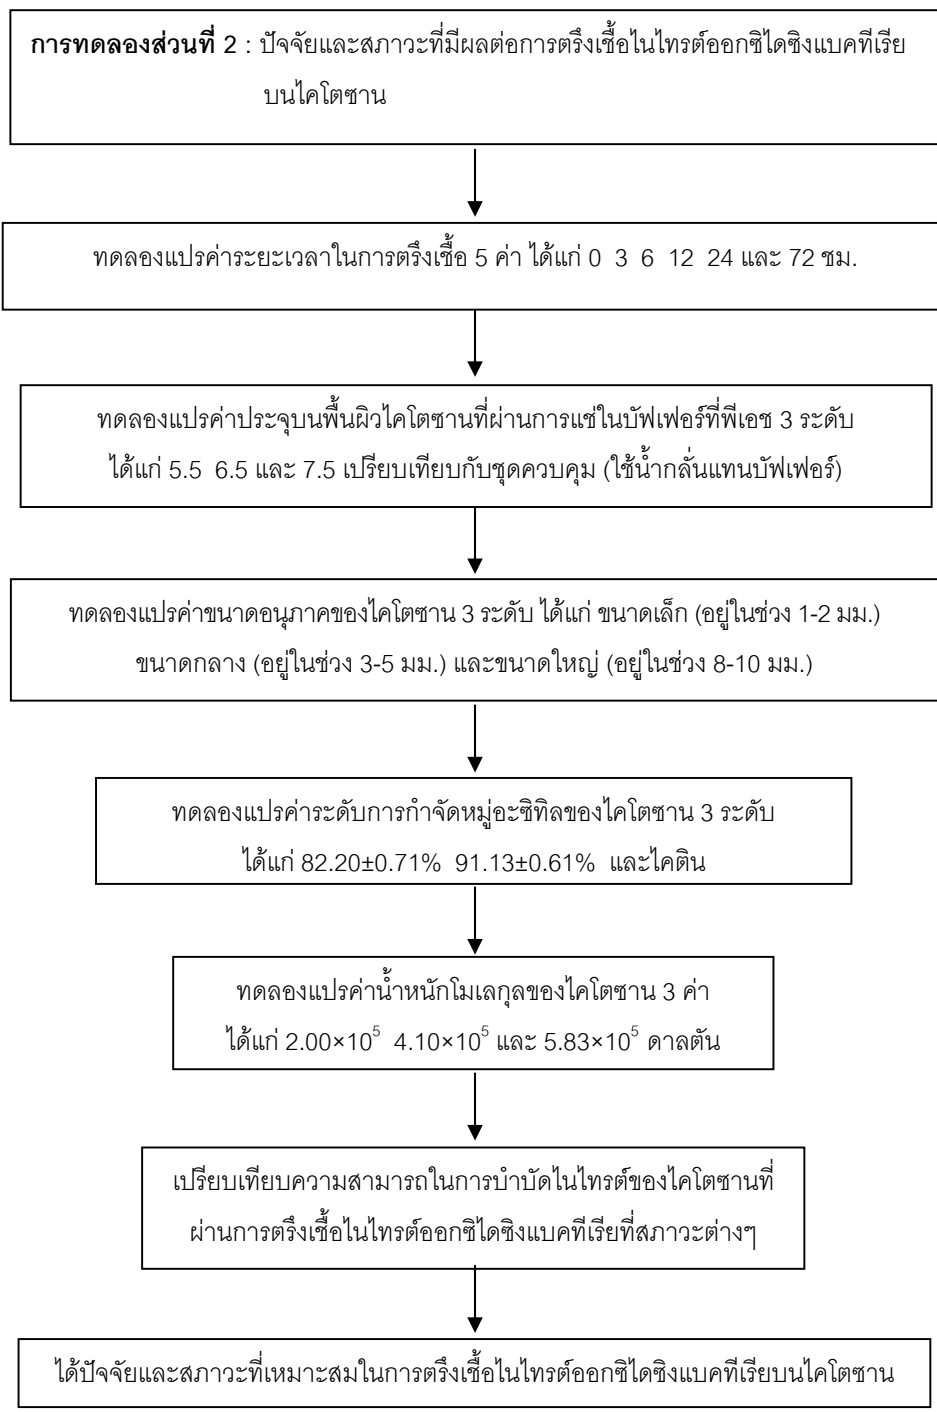 การทดลองส่วนที่ 2 : ปัจจัยและสภาวะที่มีผลต่อการตรึงเชื้อไนไทรต์ออกซิไดซิงแบคทีเรีย
บนไคโตซาน
ทดลองแปรค่าระยะเวลาในการตรึงเชื้อ 5 ค่า ได้แก่ 0 3 6 12 24 และ 72 ชม.
ทดลองแปรค่าประจุบนพื้นผิวไคโตซานที่ผ่านการแช่ในบัฟเฟอร์ที่พีเอช 3 ระดับ
ได้แก่ 5.5 6.5 และ 7.5 เปรียบเทียบกับชุดควบคุม (ใช้น้ำกลั่นแทนบัฟเฟอร์)
ทดลองแปรค่าขนาดอนุภาคของไคโตซาน 3 ระดับ ได้แก่ ขนาดเล็ก (อยู่ในช่วง 1-2 มม.)
ขนาดกลาง (อยู่ในช่วง 3-5 มม.) และขนาดใหญ่ (อยู่ในช่วง 8-10 มม.)
ทดลองแปรค่าระดับการกำจัดหมู่อะซิทิลของไคโตซาน 3 ระดับ
ได้แก่ 82.20±0.71% 91.13±0.61% และไคติน
ทดลองแปรค่าน้ำหนักโมเลกุลของไคโตซาน 3 ค่า
ได้แก่ 2.00×10⁵ 4.10×10⁵ และ 5.83×10⁵ ดาลตัน
เปรียบเทียบความสามารถในการบำบัดไนไทรต์ของไคโตซานที่
ผ่านการตรึงเชื้อไนไทรต์ออกซิไดซิงแบคทีเรียที่สภาวะต่างๆ
ได้ปัจจัยและสภาวะที่เหมาะสมในการตรึงเชื้อไนไทรต์ออกซิไดซิงแบคทีเรียบนไคโตซาน